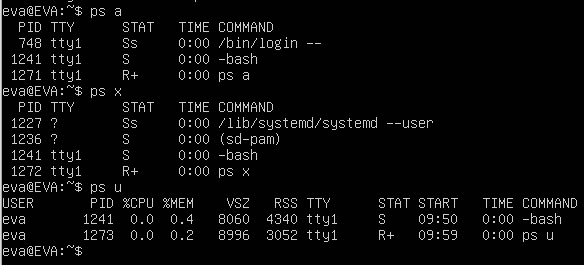 eva@EVA:~$ ps a
    PID TTY      STAT   TIME COMMAND
    748 tty1     Ss     0:00 /bin/login --
   1241 tty1     S      0:00 -bash
   1271 tty1     R+     0:00 ps a
eva@EVA:~$ ps x
    PID TTY      STAT   TIME COMMAND
   1227 ?        Ss     0:00 /lib/systemd/systemd --user
   1236 ?        S      0:00 (sd-pam)
   1241 tty1     S      0:00 -bash
   1272 tty1     R+     0:00 ps x
eva@EVA:~$ ps u
USER         PID %CPU %MEM    VSZ   RSS TTY      STAT START   TIME COMMAND
eva         1241  0.0  0.4   8060  4340 tty1     S    09:50   0:00 -bash
eva         1273  0.0  0.2   8996  3052 tty1     R+   09:59   0:00 ps u
eva@EVA:~$